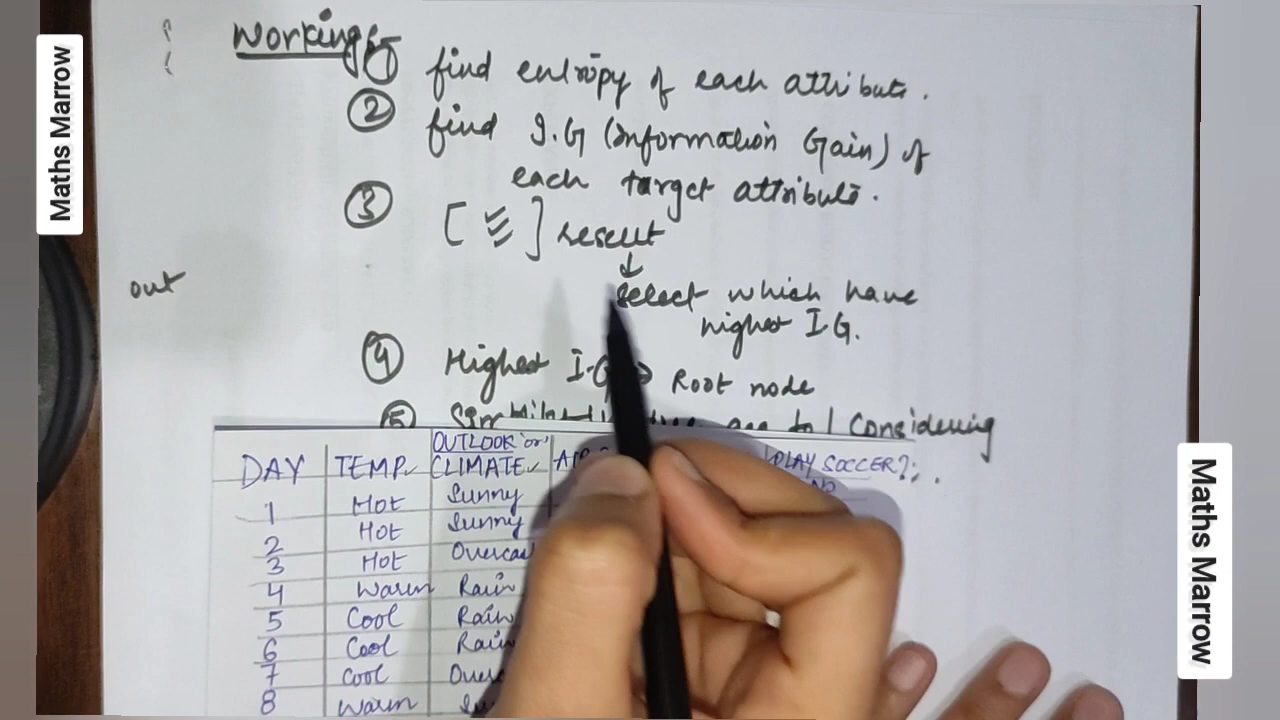 Working :
① find entropy of each attribute.
② find I.G (Information Gain) of
each target attribute.
③ [ ] result
↓
select which have
highest I.G.
out
④ Highest I.G → Root node
⑤ Considering
DAY TEMP. OUTLOOK 'or' CLIMATE PLAY SOCCER?
1 Hot Sunny
2 Hot Sunny
3 Hot Overcast
4 Warm Rain
5 Cool Rain
6 Cool Rain
7 Cool
8 Warm
Maths Marrow
Maths Marrow